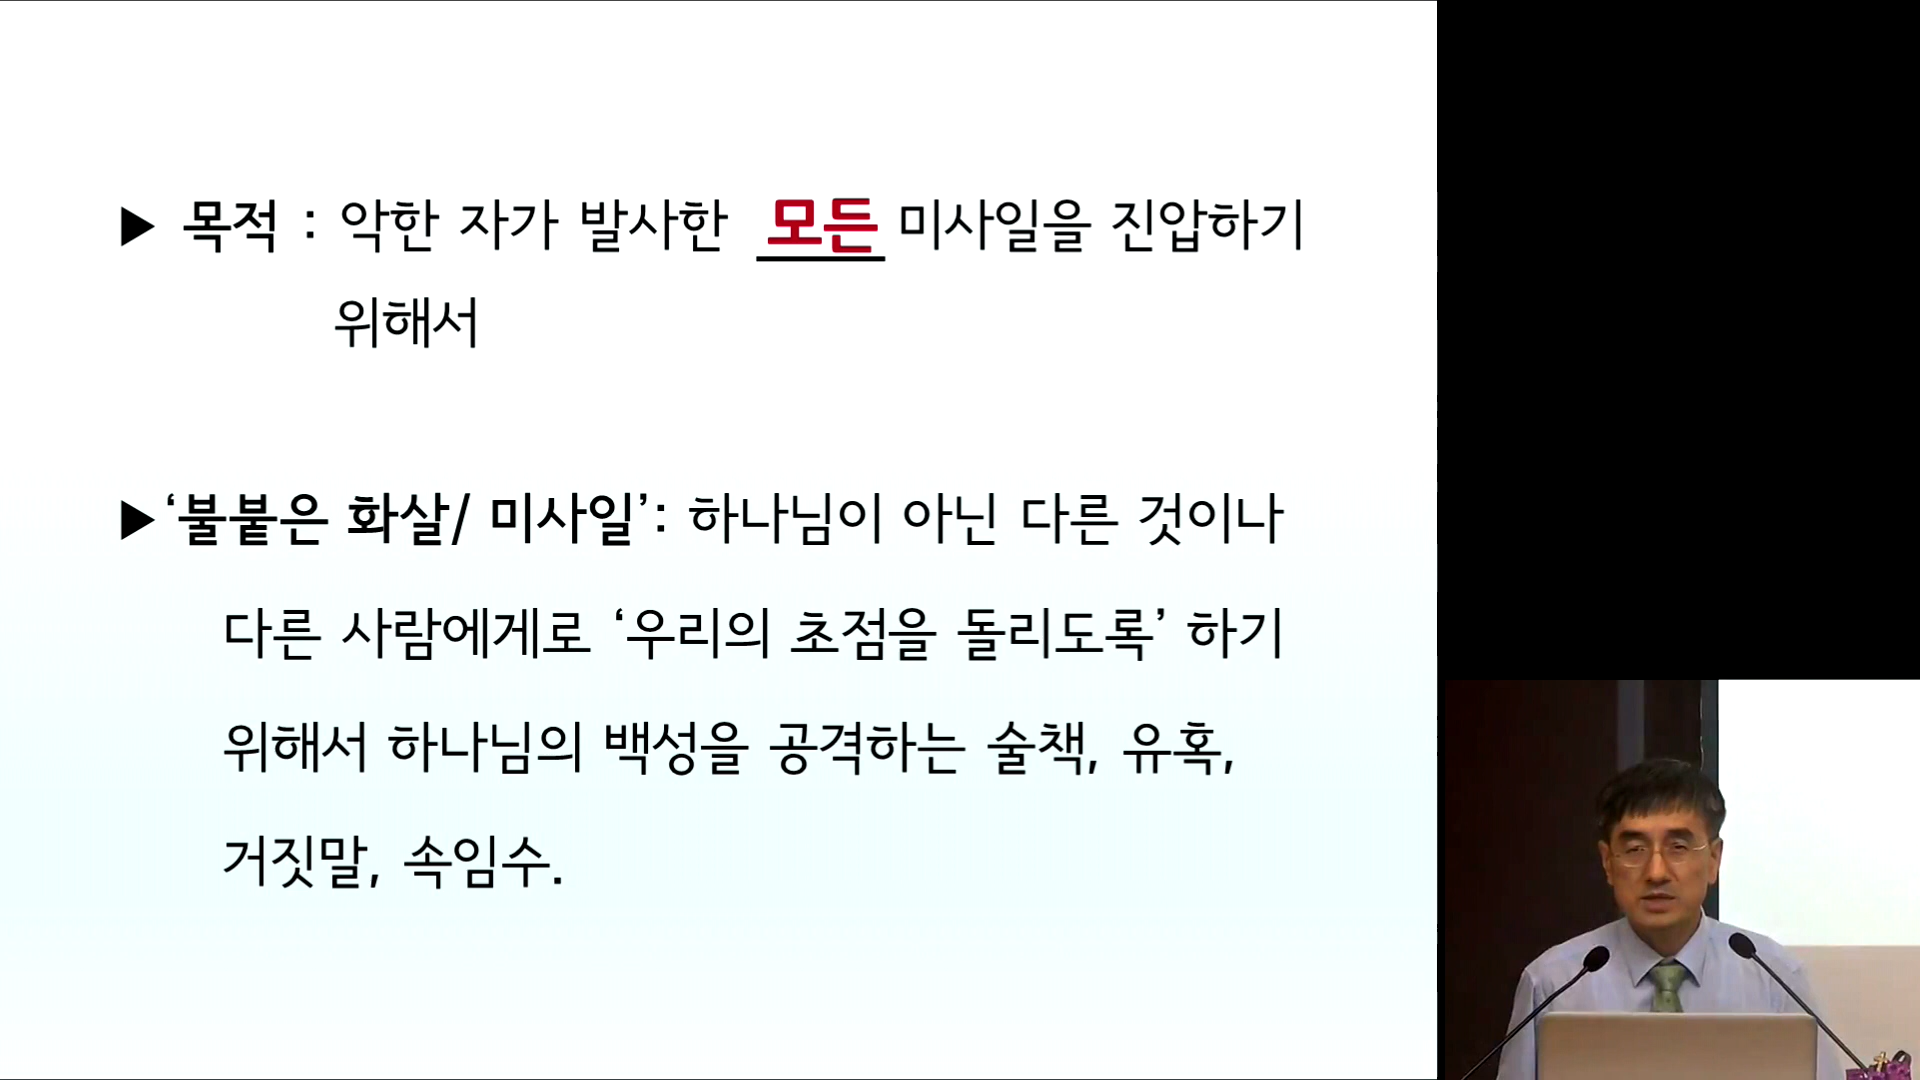 ▶ 목적 : 악한 자가 발사한 모든 미사일을 진압하기
위해서
▶‘불붙은 화살/ 미사일’: 하나님이 아닌 다른 것이나
다른 사람에게로 ‘우리의 초점을 돌리도록’ 하기
위해서 하나님의 백성을 공격하는 술책, 유혹,
거짓말, 속임수.